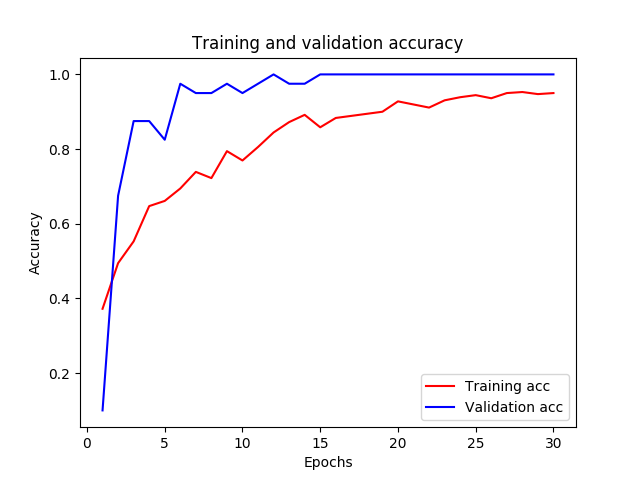 Training and validation accuracy
1.0
0.8
0.6
0.4
0.2
Accuracy
Training acc
Validation acc
0 5 10 15 20 25 30
Epochs